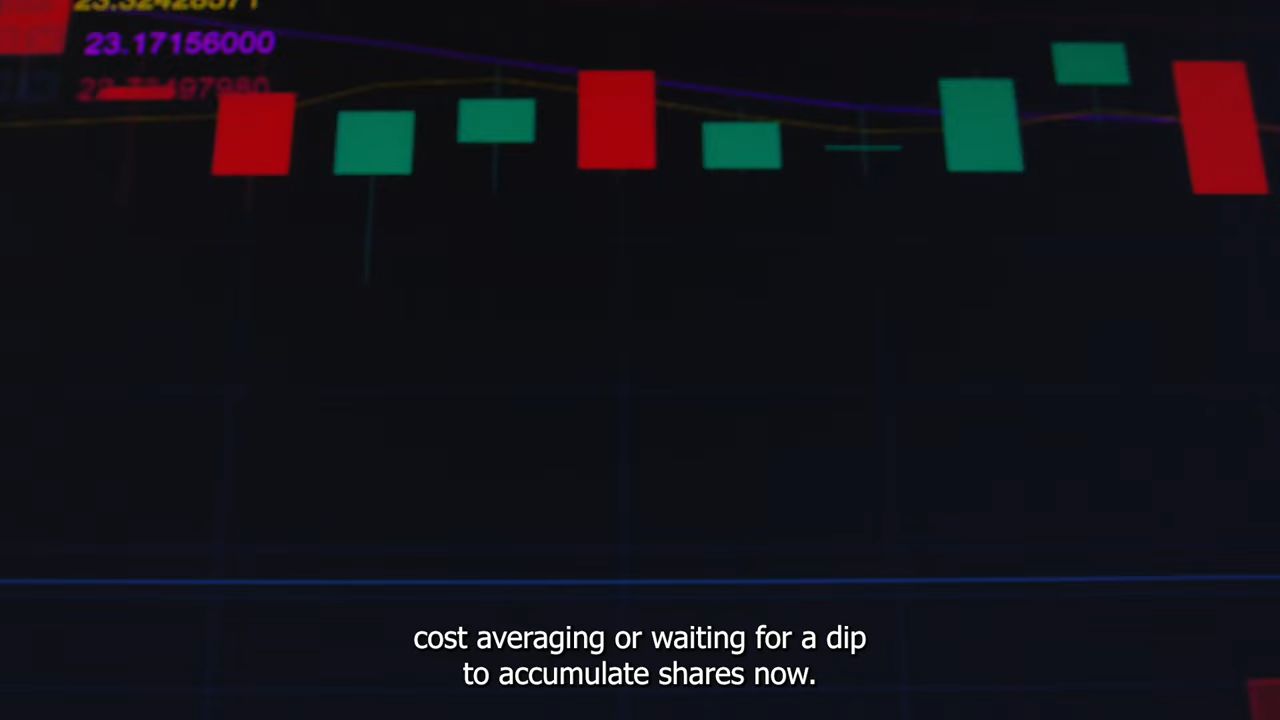 23.17156000
cost averaging or waiting for a dip
to accumulate shares now.